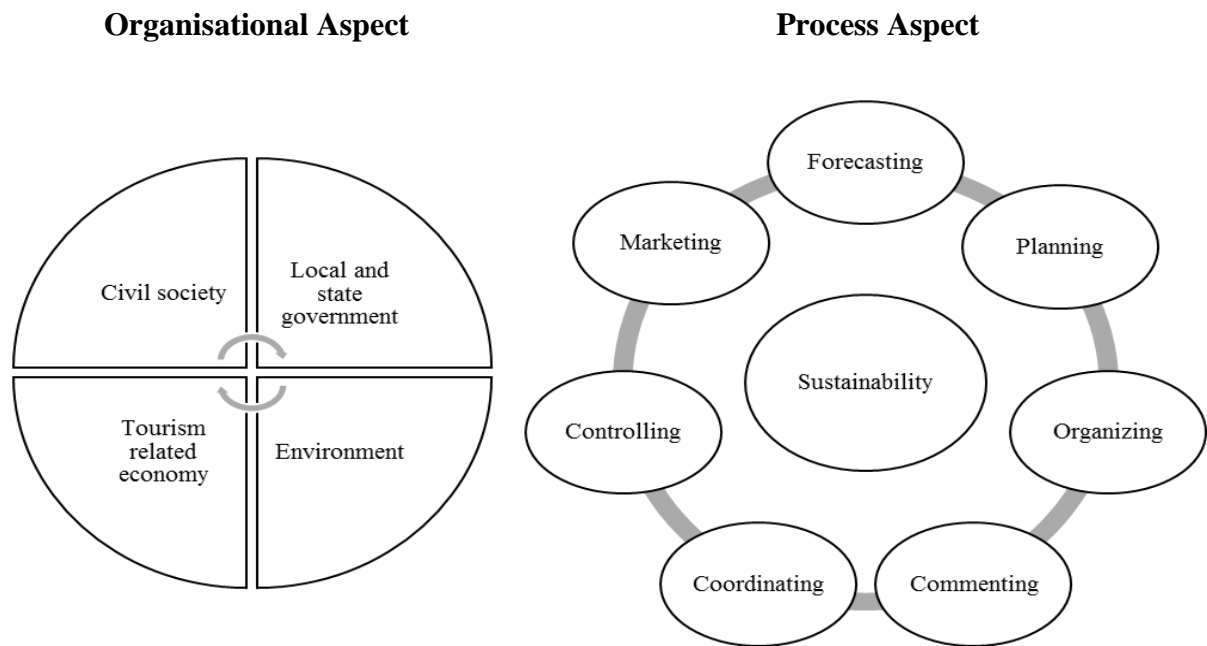 Organisational Aspect
Process Aspect
Civil society
Local and
state
government
Tourism
related
economy
Environment
Forecasting
Planning
Organizing
Commenting
Coordinating
Controlling
Marketing
Sustainability